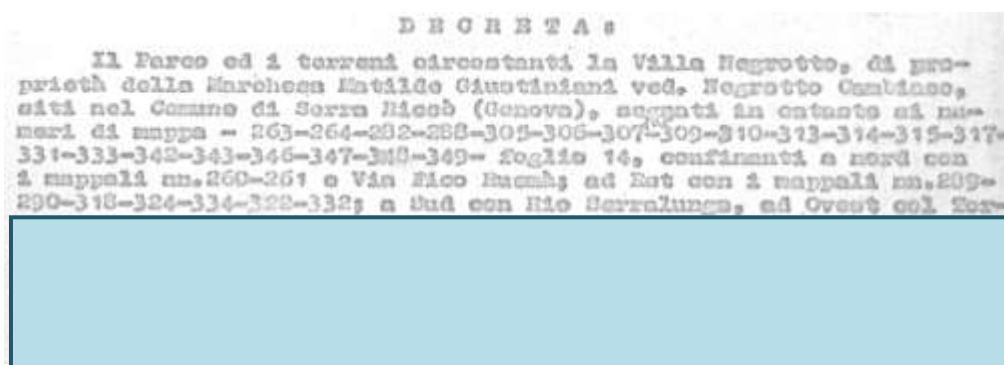 DECRETA:
Il Parco ed i terreni circostanti la Villa Negrotto, di pro-
prietà della Marchesa Matilde Giustiniani ved. Negrotto Cambiaso,
siti nel Comune di Serra Riccò (Genova), segnati in catasto ai nu-
meri di mappa - 263-264-282-288-305-306-307-309-310-313-314-315-317
331-333-342-343-346-347-348-349- foglio 14, confinanti a nord con
i mappali nn.260-261 e Via Fico ad Est con i mappali nn.289-
290-318-324-334-322-332; a Sud con Rio Serralunga, ad Ovest col Tor-